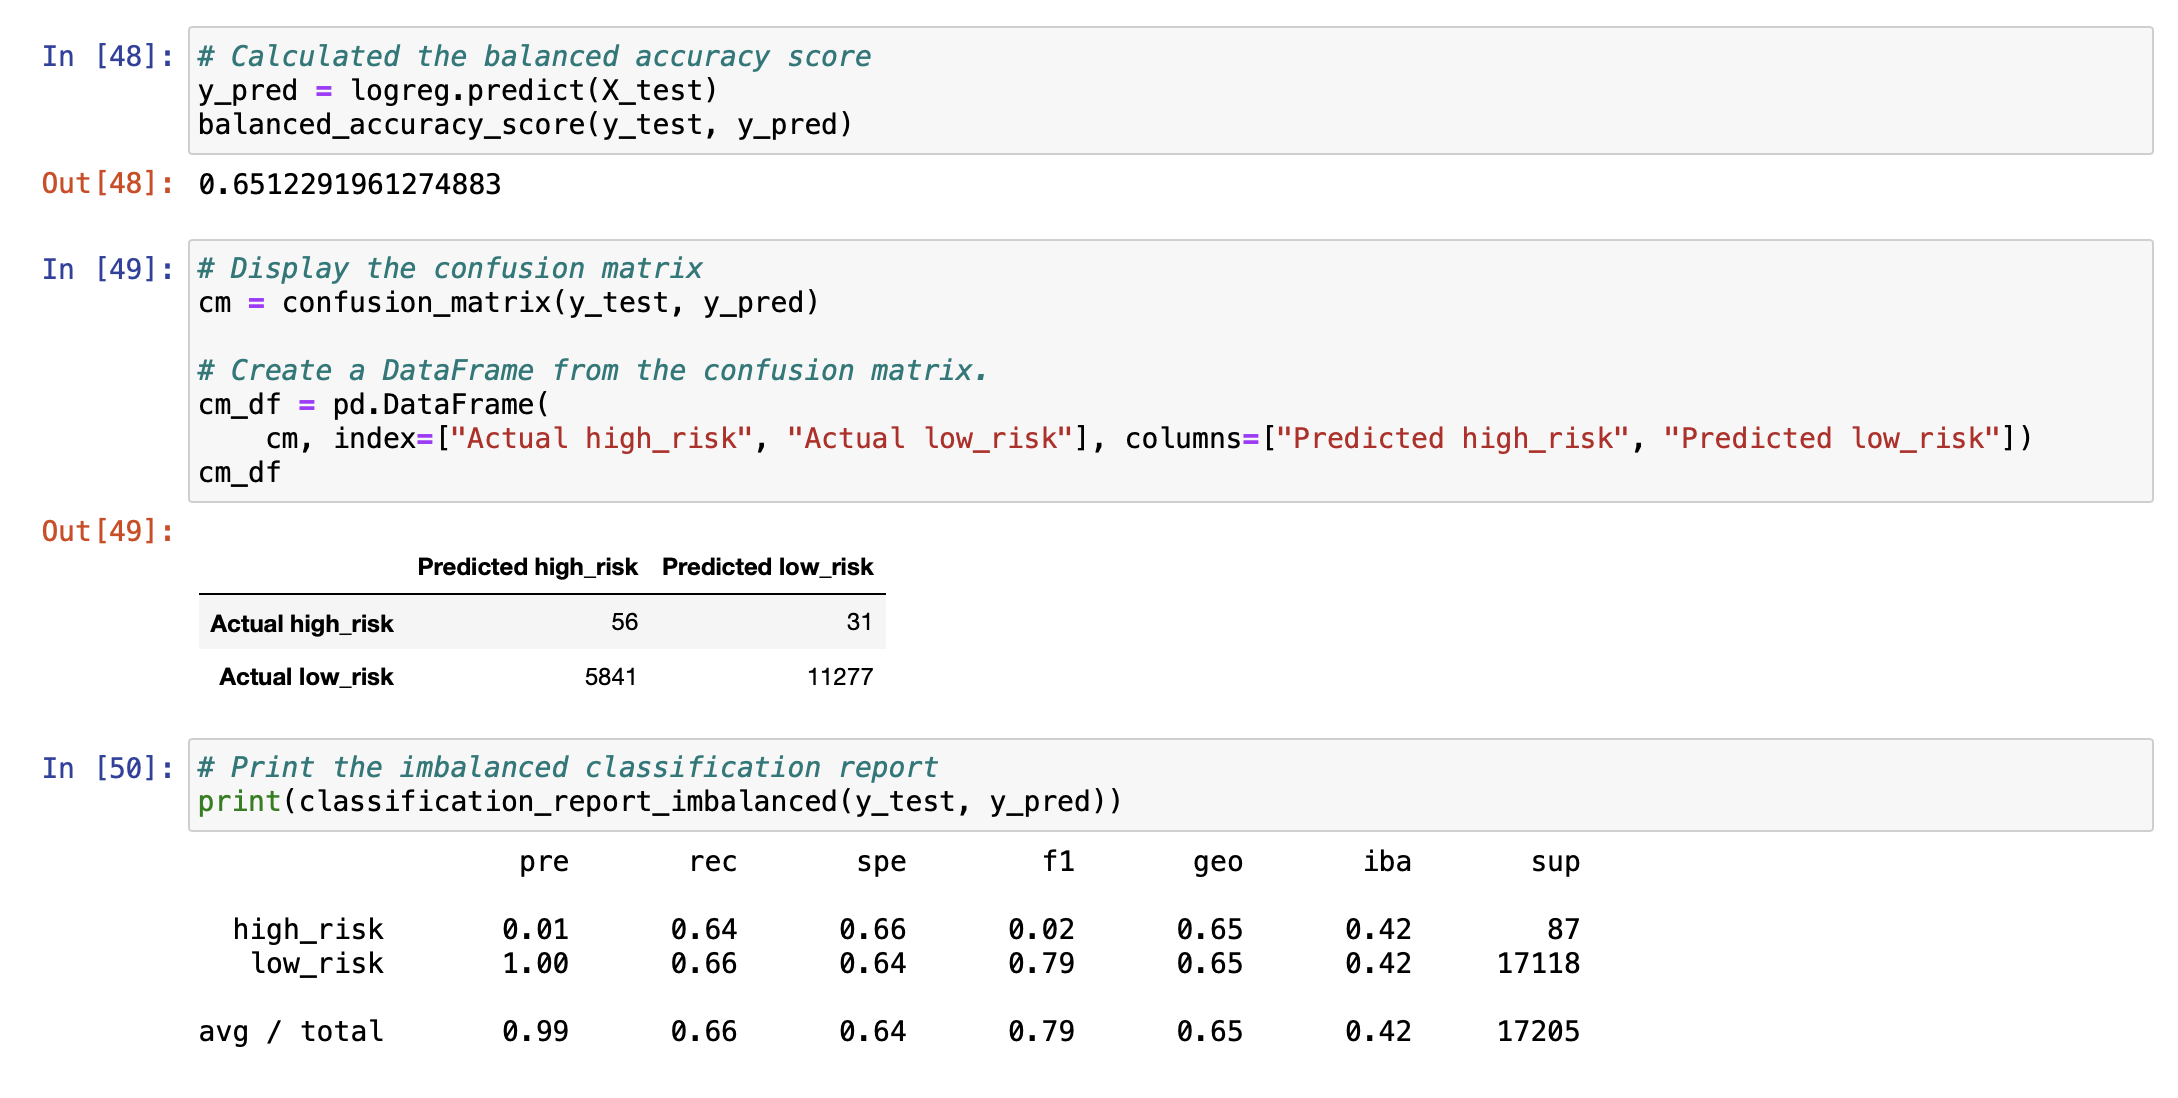 In [48]: # Calculated the balanced accuracy score
y_pred = logreg.predict(X_test)
balanced_accuracy_score(y_test, y_pred)
Out[48]: 0.6512291961274883
In [49]: # Display the confusion matrix
cm = confusion_matrix(y_test, y_pred)
# Create a DataFrame from the confusion matrix.
cm_df = pd.DataFrame(
    cm, index=["Actual high_risk", "Actual low_risk"], columns=["Predicted high_risk", "Predicted low_risk"])
cm_df
Out[49]:
Predicted high_risk Predicted low_risk
Actual high_risk 56 31
Actual low_risk 5841 11277
In [50]: # Print the imbalanced classification report
print(classification_report_imbalanced(y_test, y_pred))
pre rec spe f1 geo iba sup
high_risk 0.01 0.64 0.66 0.02 0.65 0.42 87
low_risk 1.00 0.66 0.64 0.79 0.65 0.42 17118
avg / total 0.99 0.66 0.64 0.79 0.65 0.42 17205